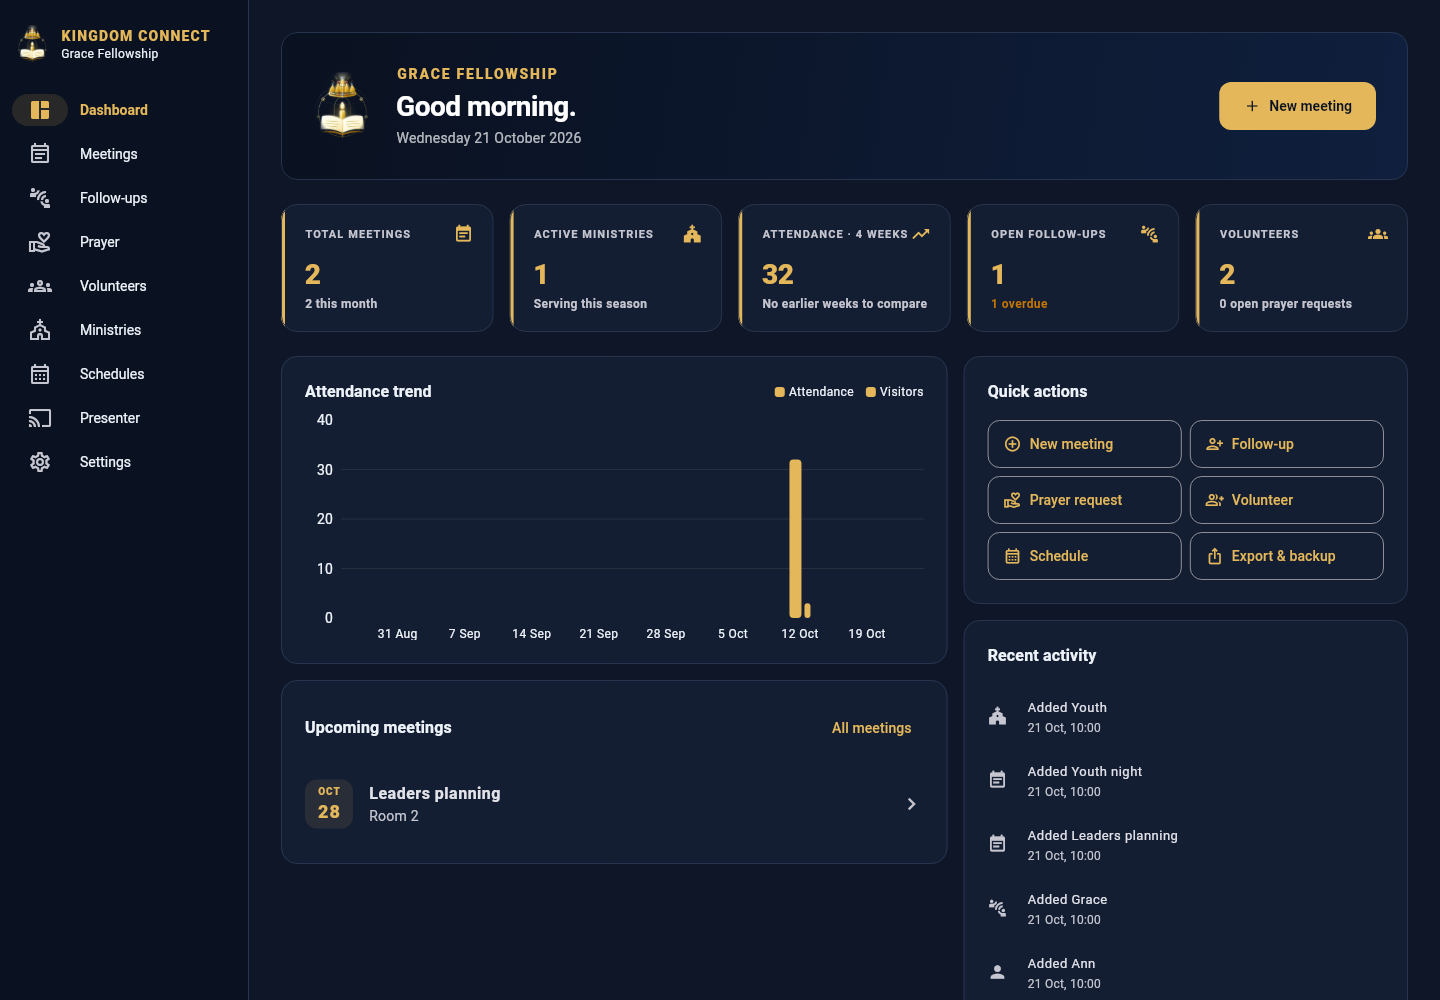 KINGDOM CONNECT
Grace Fellowship
Dashboard
Meetings
Follow-ups
Prayer
Volunteers
Ministries
Schedules
Presenter
Settings
GRACE FELLOWSHIP
Good morning.
Wednesday 21 October 2026
New meeting
TOTAL MEETINGS
2
2 this month
ACTIVE MINISTRIES
1
Serving this season
ATTENDANCE · 4 WEEKS
32
No earlier weeks to compare
OPEN FOLLOW-UPS
1
1 overdue
VOLUNTEERS
2
0 open prayer requests
Attendance trend
Attendance Visitors
40
30
20
10
0
31 Aug 7 Sep 14 Sep 21 Sep 28 Sep 5 Oct 12 Oct 19 Oct
Upcoming meetings
All meetings
OCT
28
Leaders planning
Room 2
Quick actions
New meeting
Follow-up
Prayer request
Volunteer
Schedule
Export & backup
Recent activity
Added Youth
21 Oct, 10:00
Added Youth night
21 Oct, 10:00
Added Leaders planning
21 Oct, 10:00
Added Grace
21 Oct, 10:00
Added Ann
21 Oct, 10:00